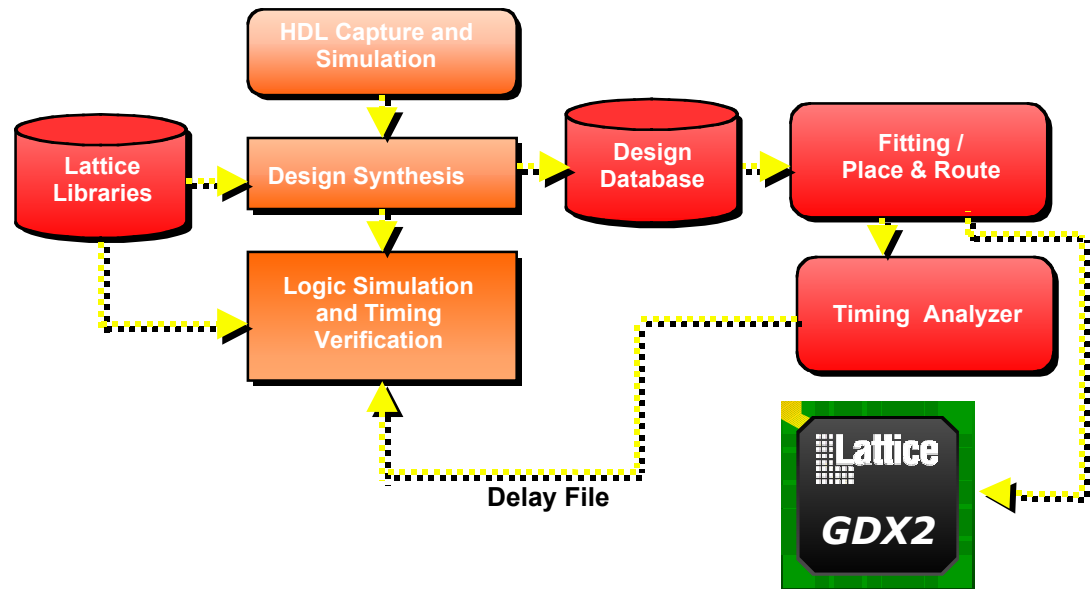 HDL Capture and
Simulation
Lattice
Libraries
Design Synthesis
Design
Database
Fitting /
Place & Route
Logic Simulation
and Timing
Verification
Timing Analyzer
Delay File
Lattice
GDX2